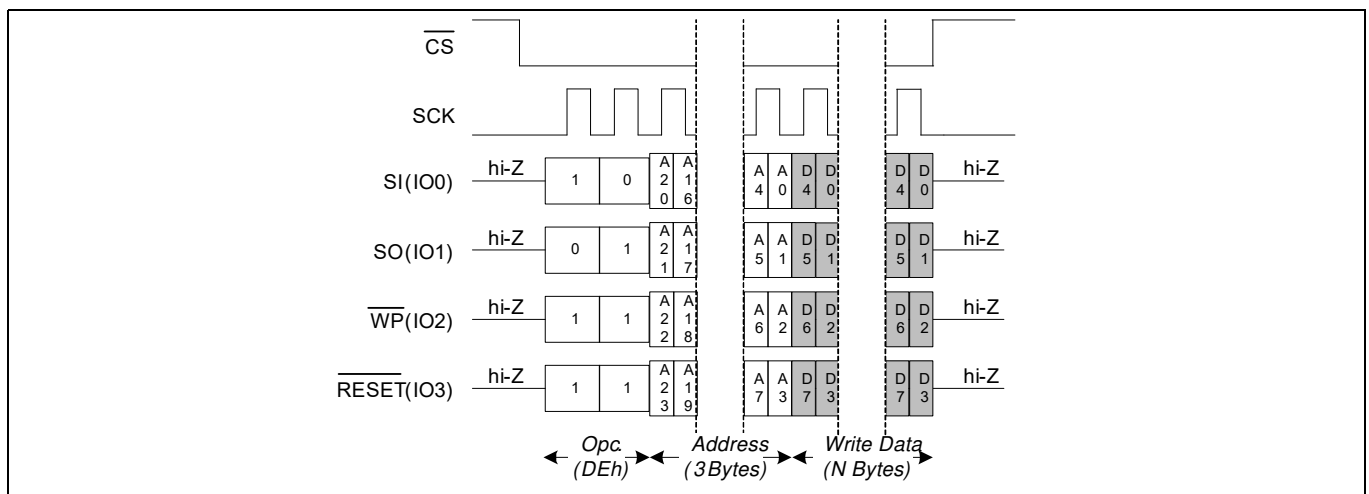 CS
SCK
SI(IO0) hi-Z 1 0 A20 A16 A4 A0 D4 D0 D4 D0 hi-Z
SO(IO1) hi-Z 0 1 A21 A17 A5 A1 D5 D1 D5 D1 hi-Z
WP(IO2) hi-Z 1 1 A22 A18 A6 A2 D6 D2 D6 D2 hi-Z
RESET(IO3) hi-Z 1 1 A23 A19 A7 A3 D7 D3 D7 D3 hi-Z
Opc. Address Write Data
(DEh) (3Bytes) (N Bytes)